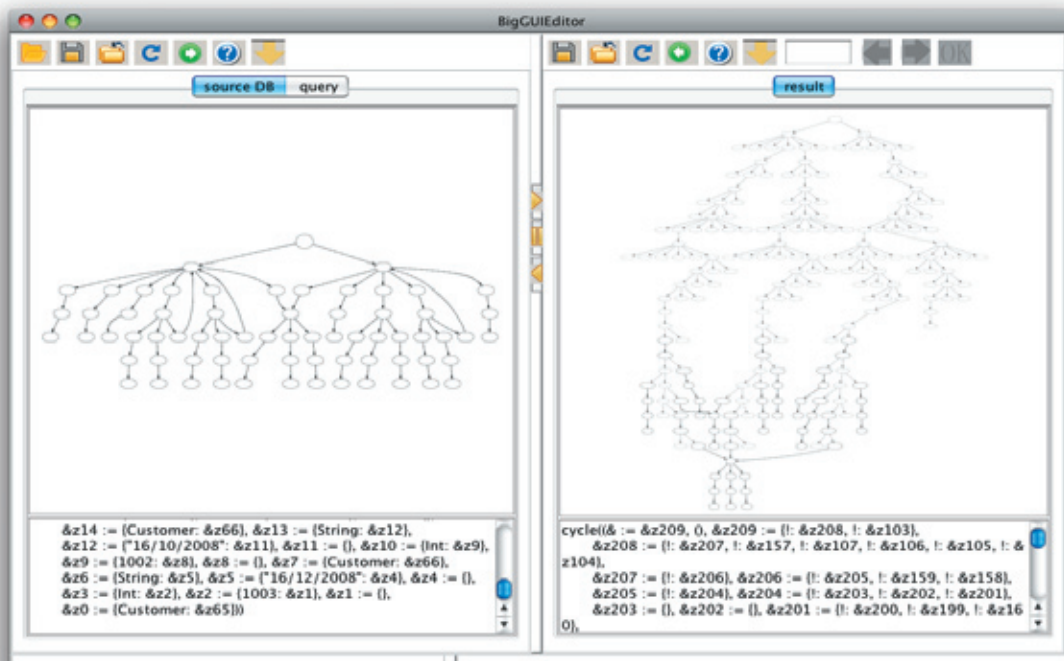 BigGUIEditor
source DB
query
result
&z14 := {Customer: &z66}, &z13 := {String: &z12},
&z12 := {"16/10/2008": &z11}, &z11 := {}, &z10 := {Int: &z9},
&z9 := {1002: &z8}, &z8 := {}, &z7 := {Customer: &z66},
&z6 := {String: &z5}, &z5 := {"16/12/2008": &z4}, &z4 := {},
&z3 := {Int: &z2}, &z2 := {1003: &z1}, &z1 := {},
&z0 := {Customer: &z65}))
cycle((& := &z209, (), &z209 := {!: &z208, !: &z103},
&z208 := {!: &z207, !: &z157, !: &z107, !: &z106, !: &z105, !: &
z104},
&z207 := {!: &z206}, &z206 := {!: &z205, !: &z159, !: &z158},
&z205 := {!: &z204}, &z204 := {!: &z203, !: &z202, !: &z201},
&z203 := {}, &z202 := {}, &z201 := {!: &z200, !: &z199, !: &z16
0},
OK